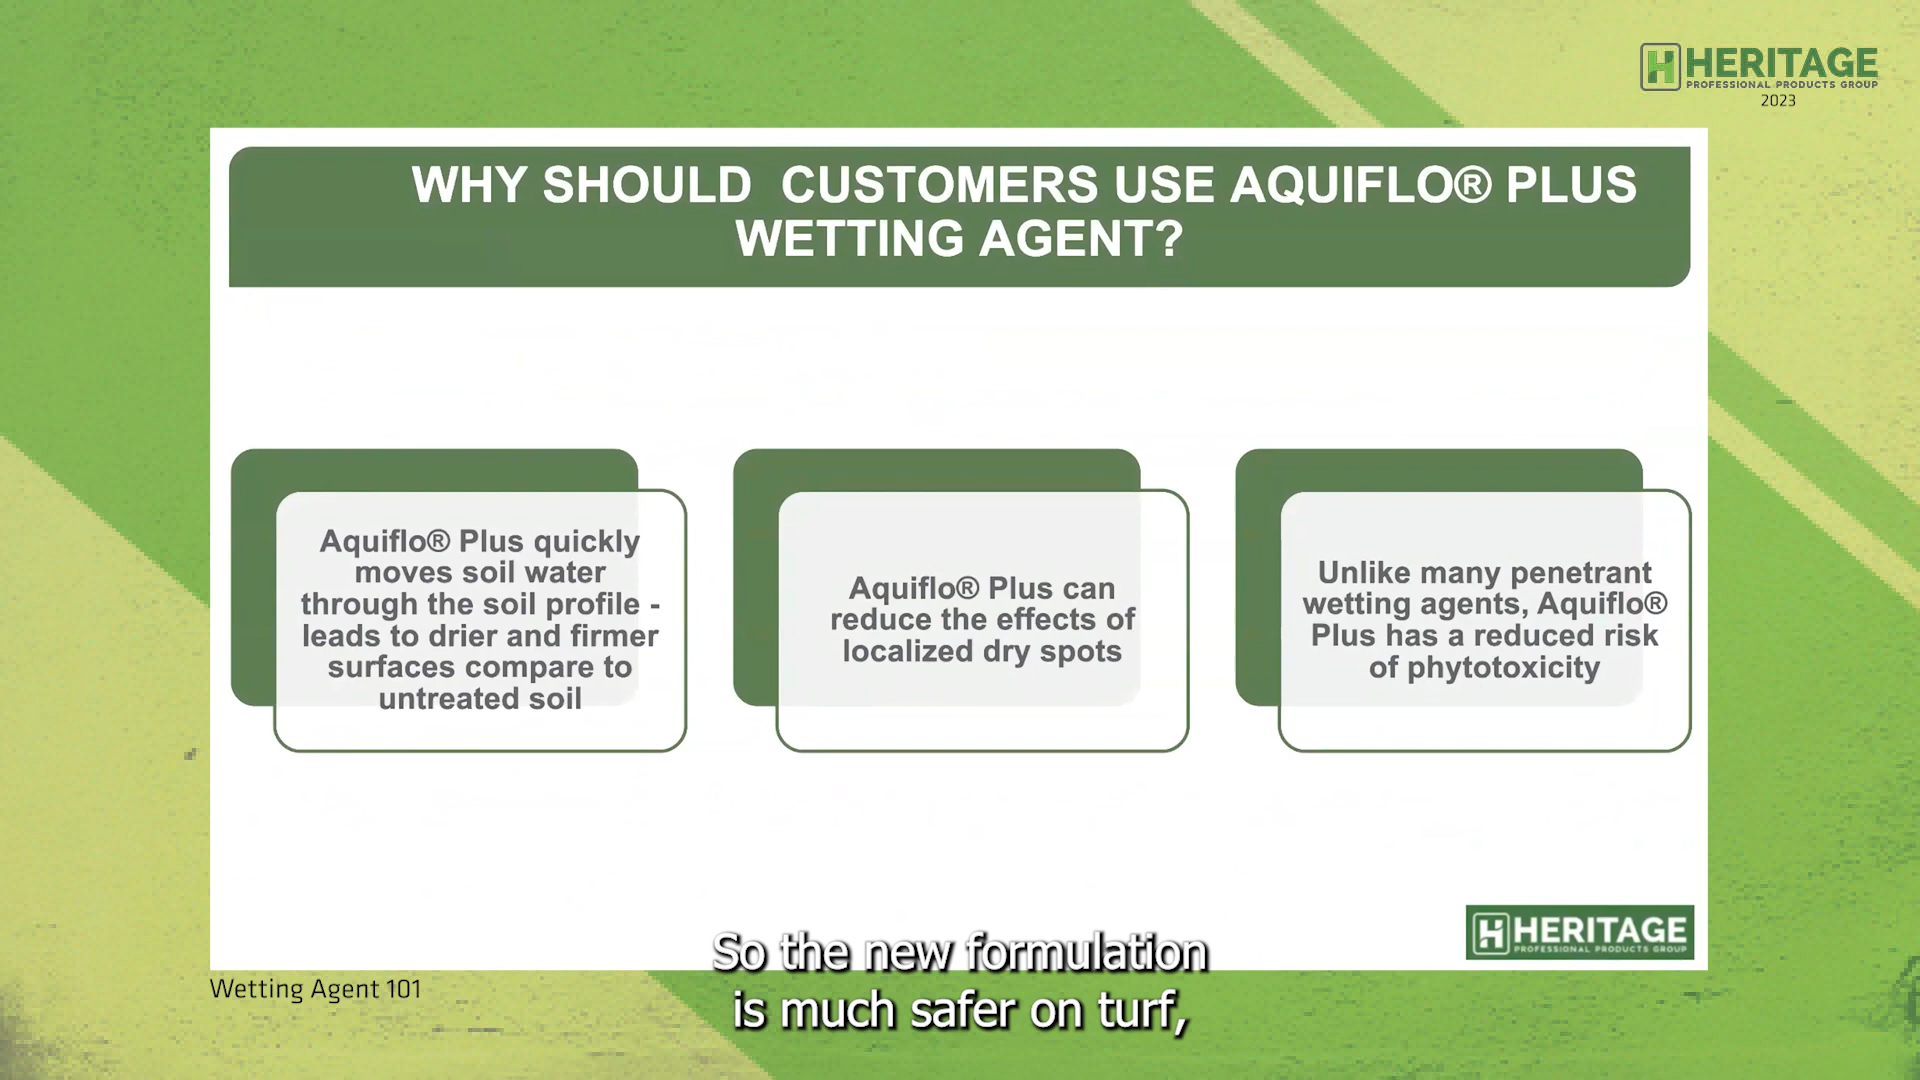 HERITAGE
PROFESSIONAL PRODUCTS GROUP
2023
WHY SHOULD CUSTOMERS USE AQUIFLO® PLUS
WETTING AGENT?
Aquiflo® Plus quickly
moves soil water
through the soil profile -
leads to drier and firmer
surfaces compare to
untreated soil
Aquiflo® Plus can
reduce the effects of
localized dry spots
Unlike many penetrant
wetting agents, Aquiflo®
Plus has a reduced risk
of phytotoxicity
HERITAGE
PROFESSIONAL PRODUCTS GROUP
So the new formulation
is much safer on turf,
Wetting Agent 101